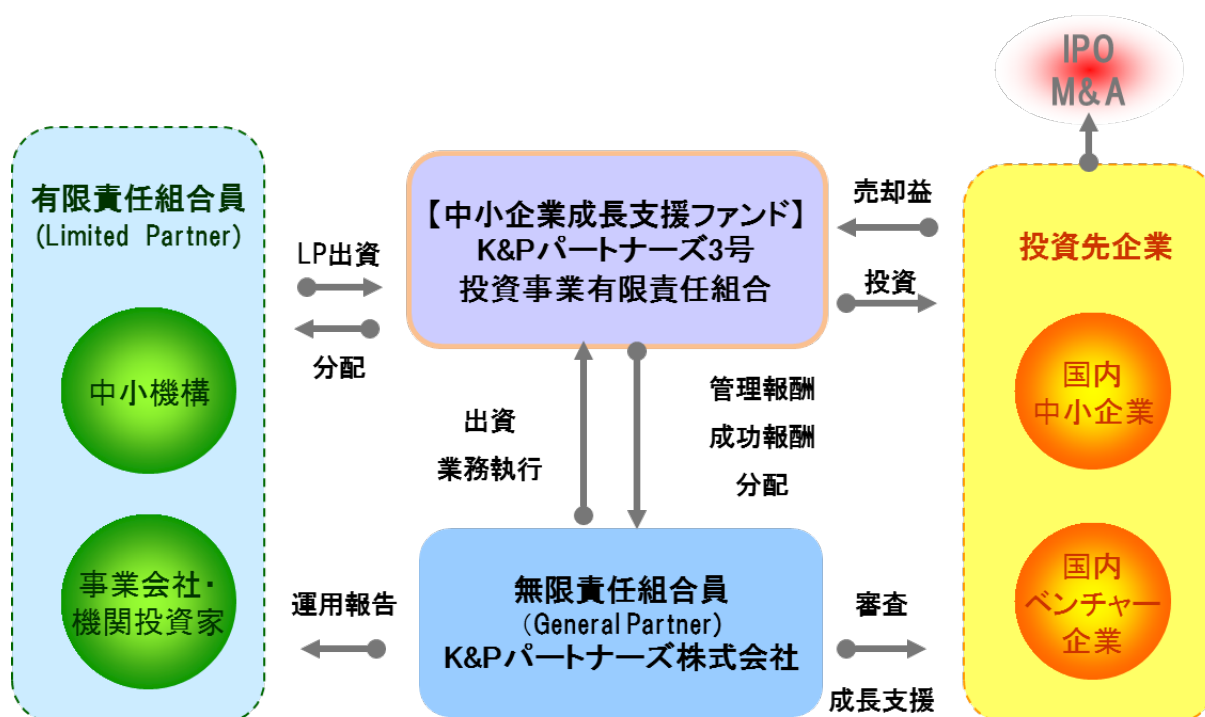 IPO
M&A
有限責任組合員
(Limited Partner)
中小機構
事業会社・
機関投資家
LP出資
分配
【中小企業成長支援ファンド】
K&Pパートナーズ3号
投資事業有限責任組合
売却益
投資
出資
業務執行
管理報酬
成功報酬
分配
運用報告
無限責任組合員
(General Partner)
K&Pパートナーズ株式会社
審査
成長支援
投資先企業
国内
中小企業
国内
ベンチャー
企業